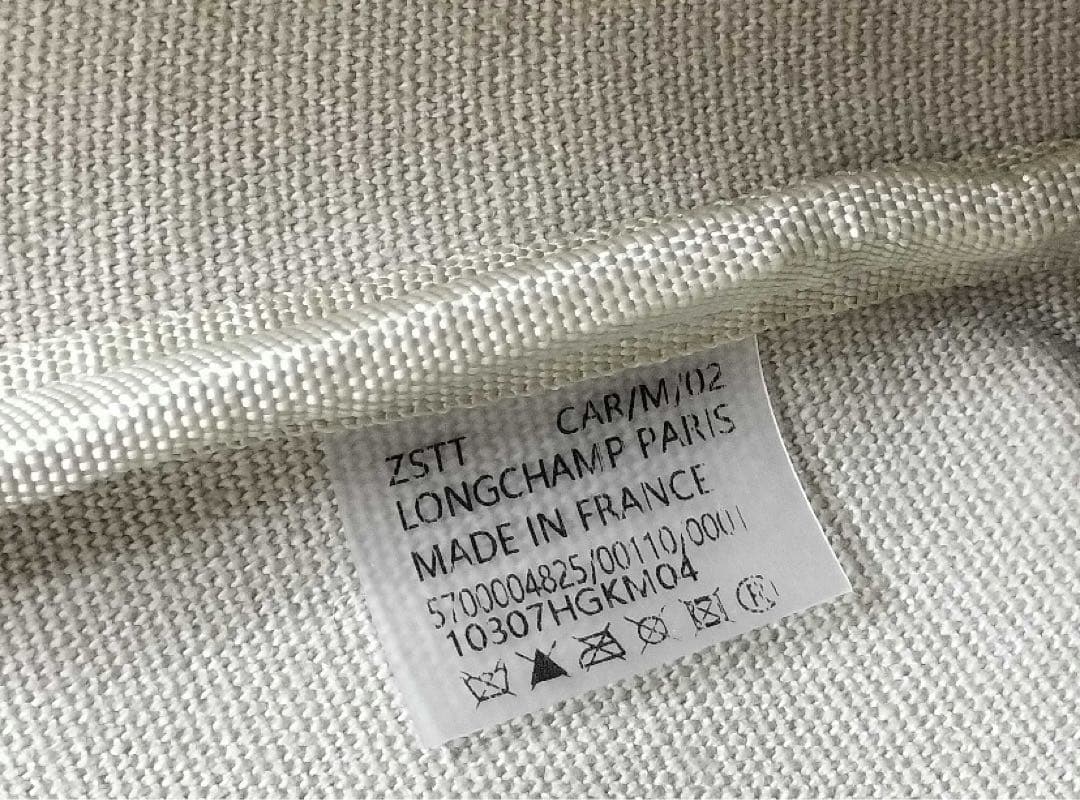 ZSTT CAR/M/02
LONGCHAMP PARIS
MADE IN FRANCE
5700004825/00110/0001
10307HGKM04
®